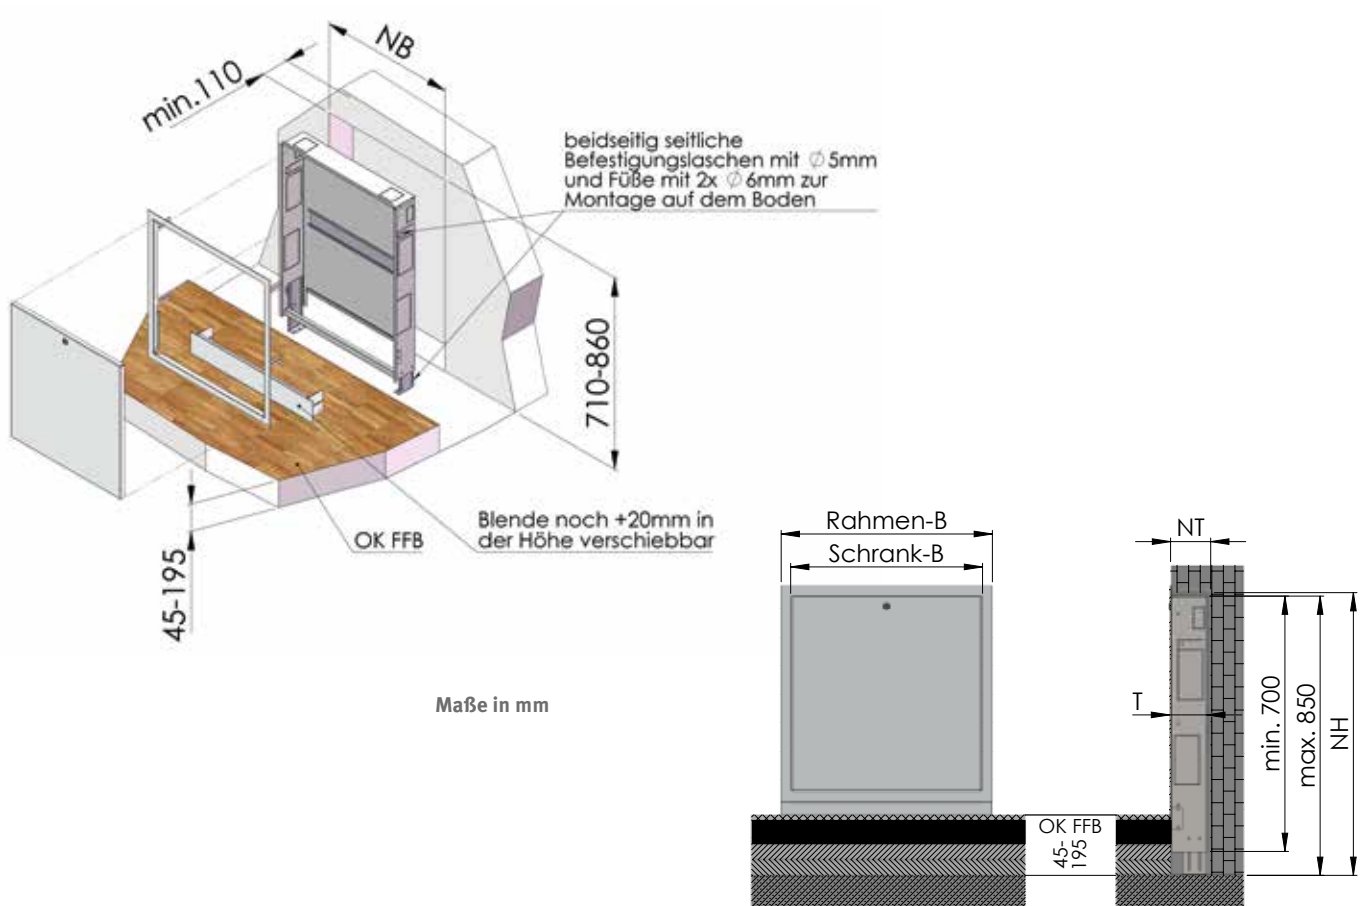 NB
min.110
beidseitig seitliche
Befestigungslaschen mit ∅5mm
und Füße mit 2x ∅6mm zur
Montage auf dem Boden
710-860
Blende noch +20mm in
der Höhe verschiebbar
OK FFB
45-195
Maße in mm
Rahmen-B
Schrank-B
NT
T
min. 700
max. 850
NH
OK FFB
45-
195